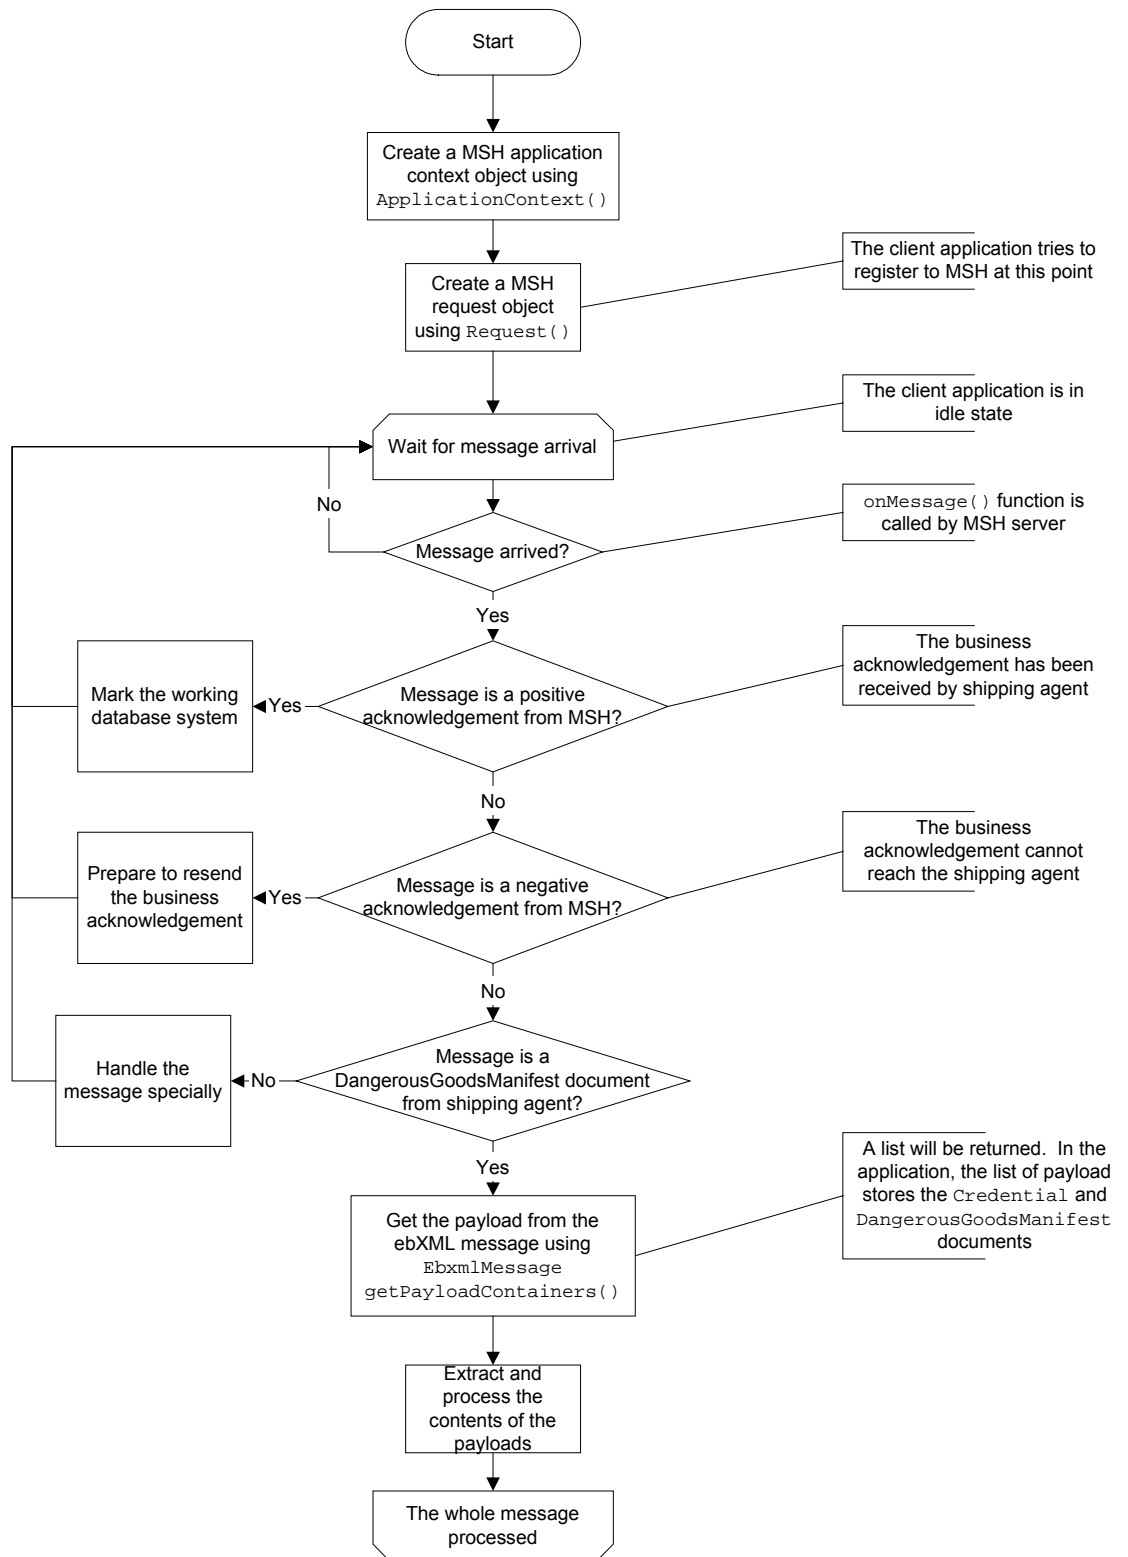 Start
Create a MSH application
context object using
ApplicationContext()
The client application tries to
register to MSH at this point
Create a MSH
request object
using Request()
The client application is in
idle state
Wait for message arrival
No
onMessage() function is
called by MSH server
Message arrived?
Yes
The business
acknowledgement has been
received by shipping agent
Mark the working
database system
Yes
Message is a positive
acknowledgement from MSH?
No
The business
acknowledgement cannot
reach the shipping agent
Prepare to resend
the business
acknowledgement
Yes
Message is a negative
acknowledgement from MSH?
No
Handle the
message specially
No
Message is a
DangerousGoodsManifest document
from shipping agent?
Yes
A list will be returned. In the
application, the list of payload
stores the Credential and
DangerousGoodsManifest
documents
Get the payload from the
ebXML message using
EbxmlMessage
getPayloadContainers()
Extract and
process the
contents of the
payloads
The whole message
processed